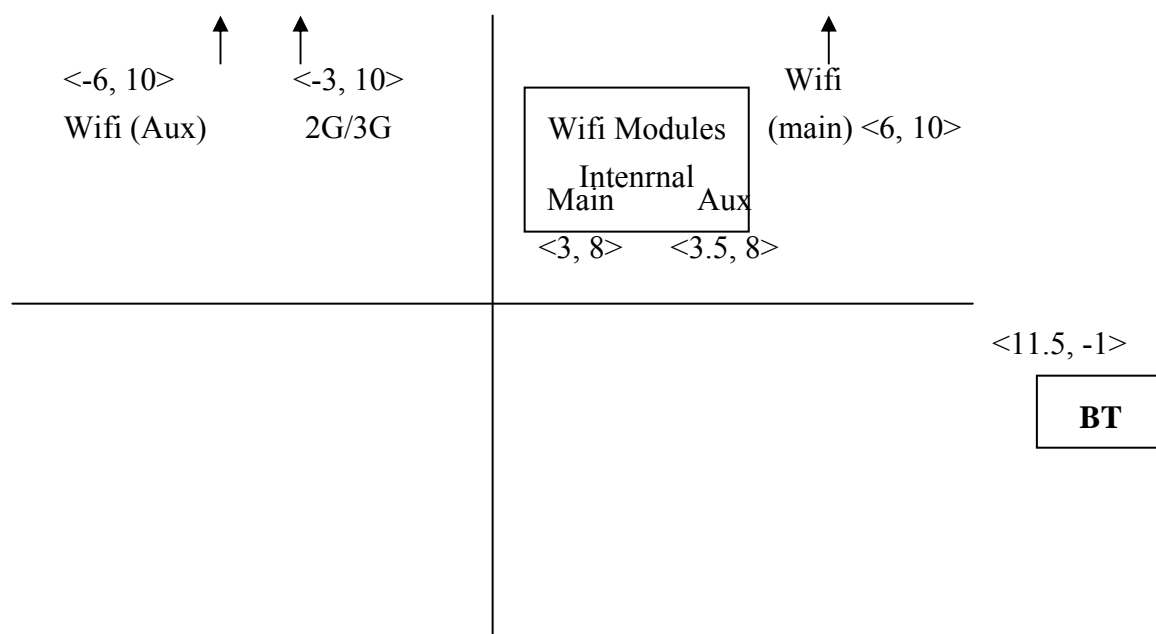 <-6, 10>
Wifi (Aux)
<-3, 10>
2G/3G
Wifi Modules
Intenrnal
Main Aux
<3, 8> <3.5, 8>
Wifi
(main) <6, 10>
<11.5, -1>
BT